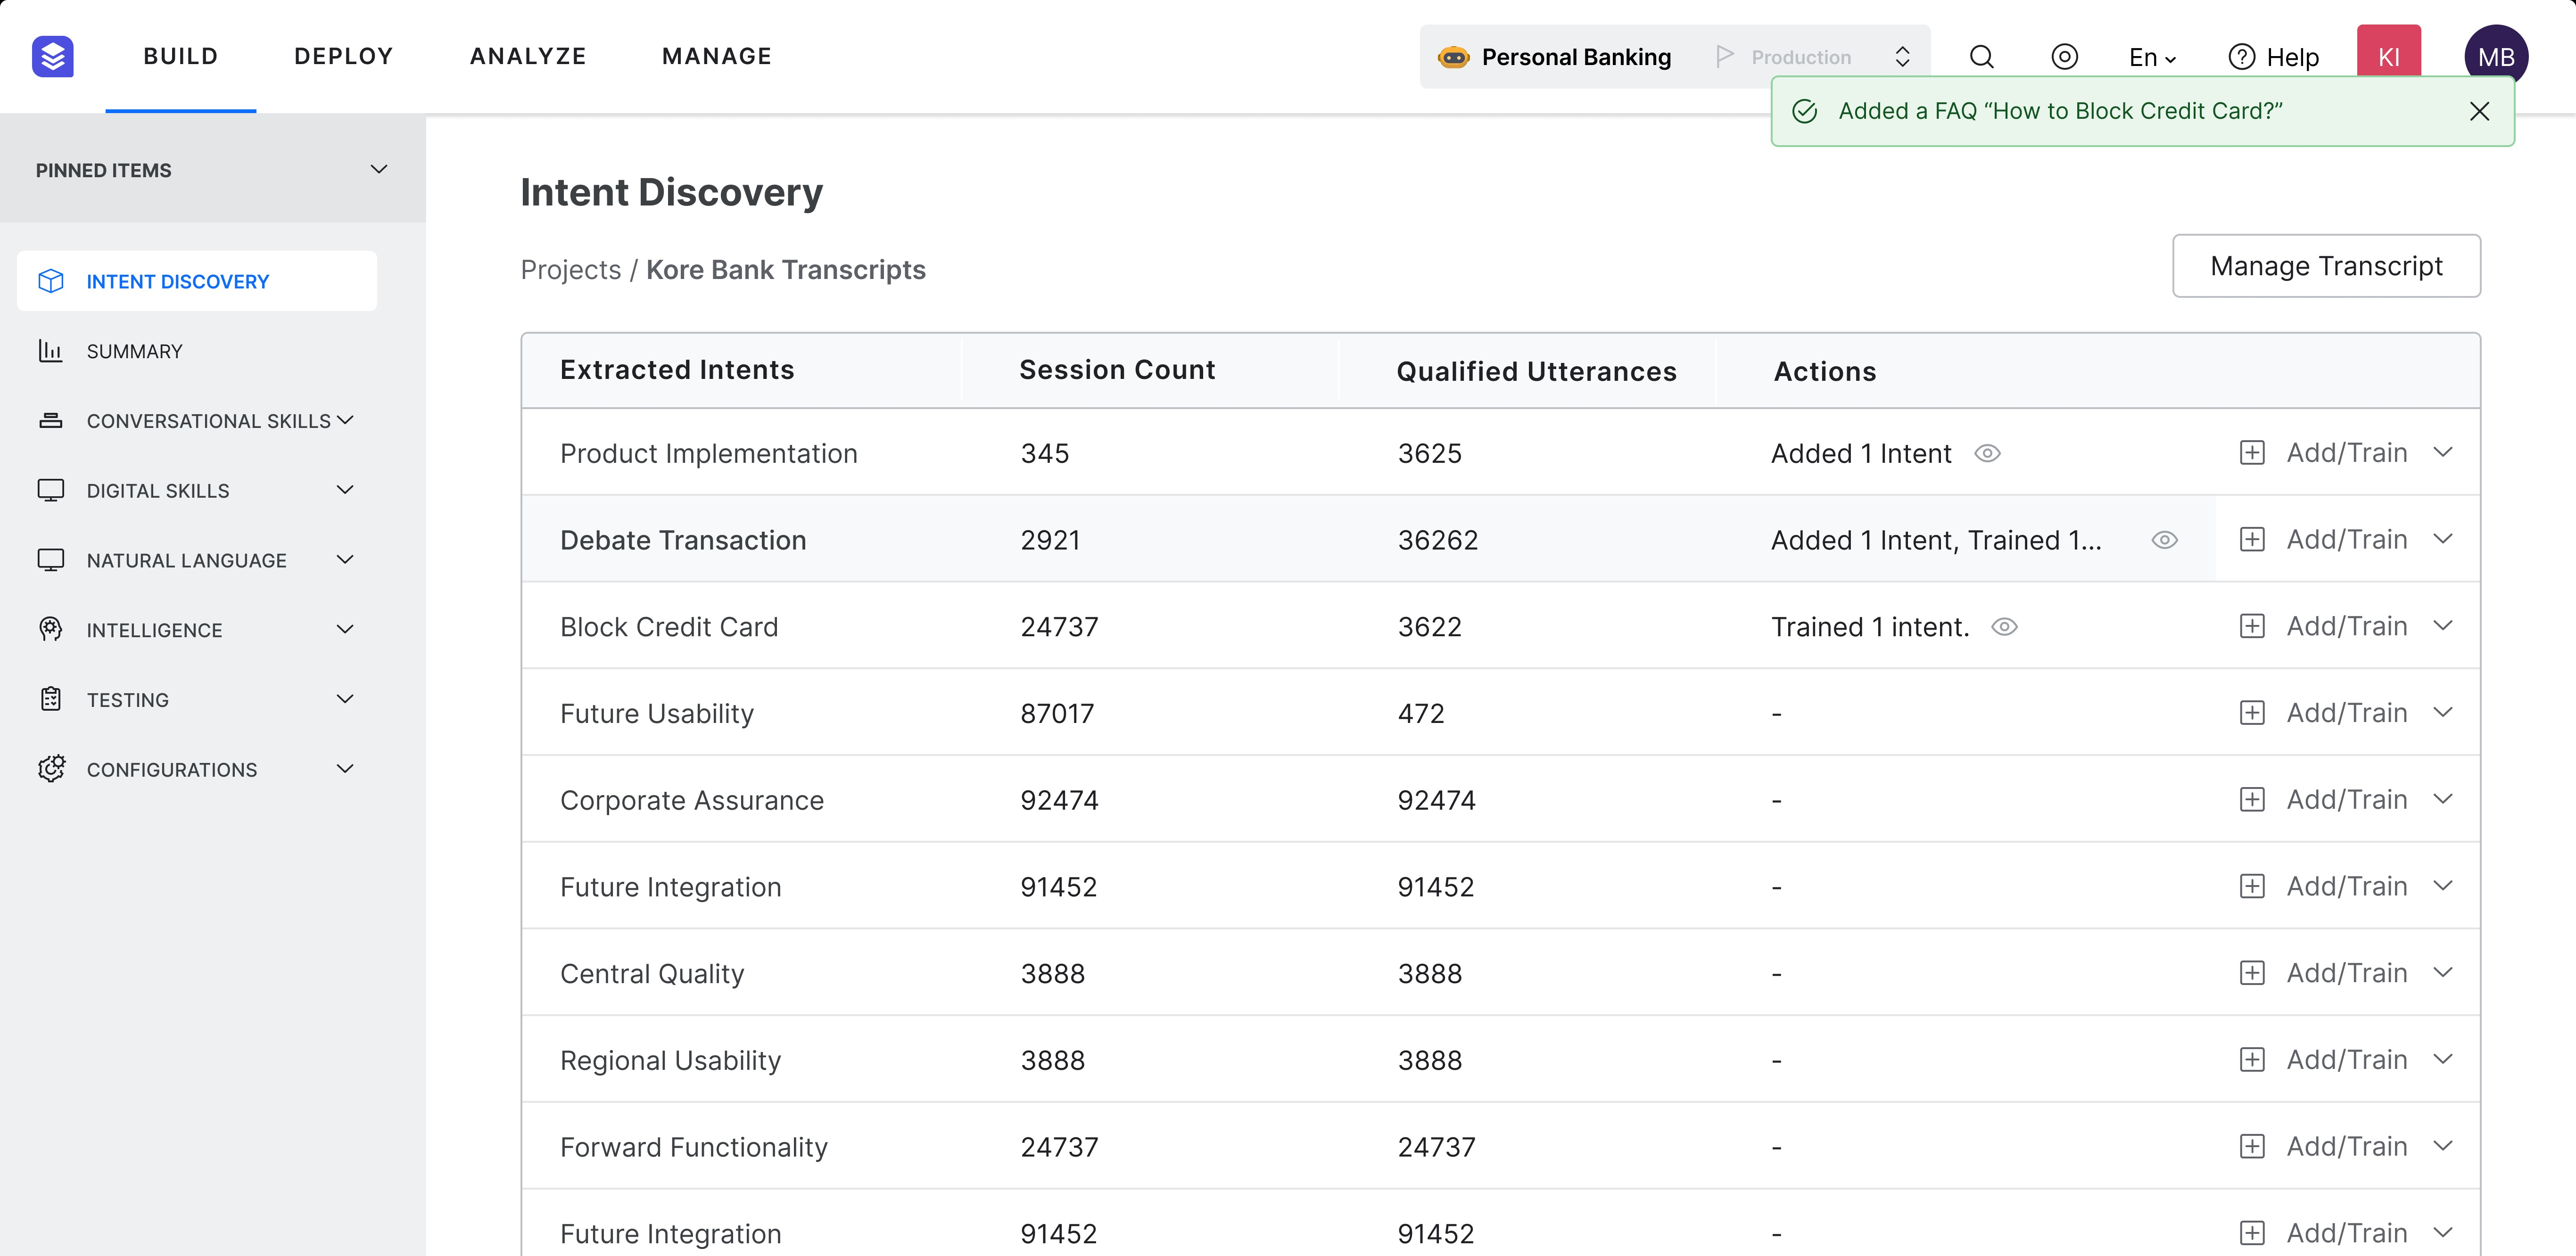 BUILD DEPLOY ANALYZE MANAGE Personal Banking Production En Help KI MB
Added a FAQ “How to Block Credit Card?”
PINNED ITEMS
INTENT DISCOVERY
SUMMARY
CONVERSATIONAL SKILLS
DIGITAL SKILLS
NATURAL LANGUAGE
INTELLIGENCE
TESTING
CONFIGURATIONS
Intent Discovery
Projects / Kore Bank Transcripts
Manage Transcript
Extracted Intents Session Count Qualified Utterances Actions
Product Implementation 345 3625 Added 1 Intent Add/Train
Debate Transaction 2921 36262 Added 1 Intent, Trained 1... Add/Train
Block Credit Card 24737 3622 Trained 1 intent. Add/Train
Future Usability 87017 472 - Add/Train
Corporate Assurance 92474 92474 - Add/Train
Future Integration 91452 91452 - Add/Train
Central Quality 3888 3888 - Add/Train
Regional Usability 3888 3888 - Add/Train
Forward Functionality 24737 24737 - Add/Train
Future Integration 91452 91452 - Add/Train